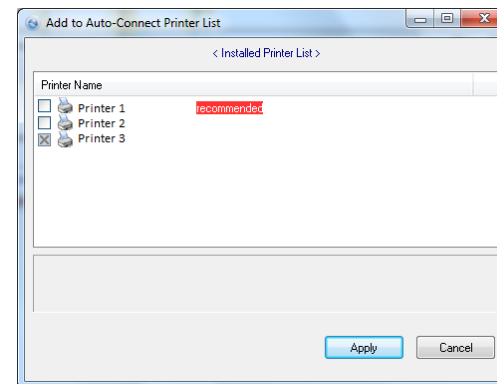 Add to Auto-Connect Printer List
< Installed Printer List >
Printer Name
Printer 1 recommended
Printer 2
Printer 3
Apply Cancel